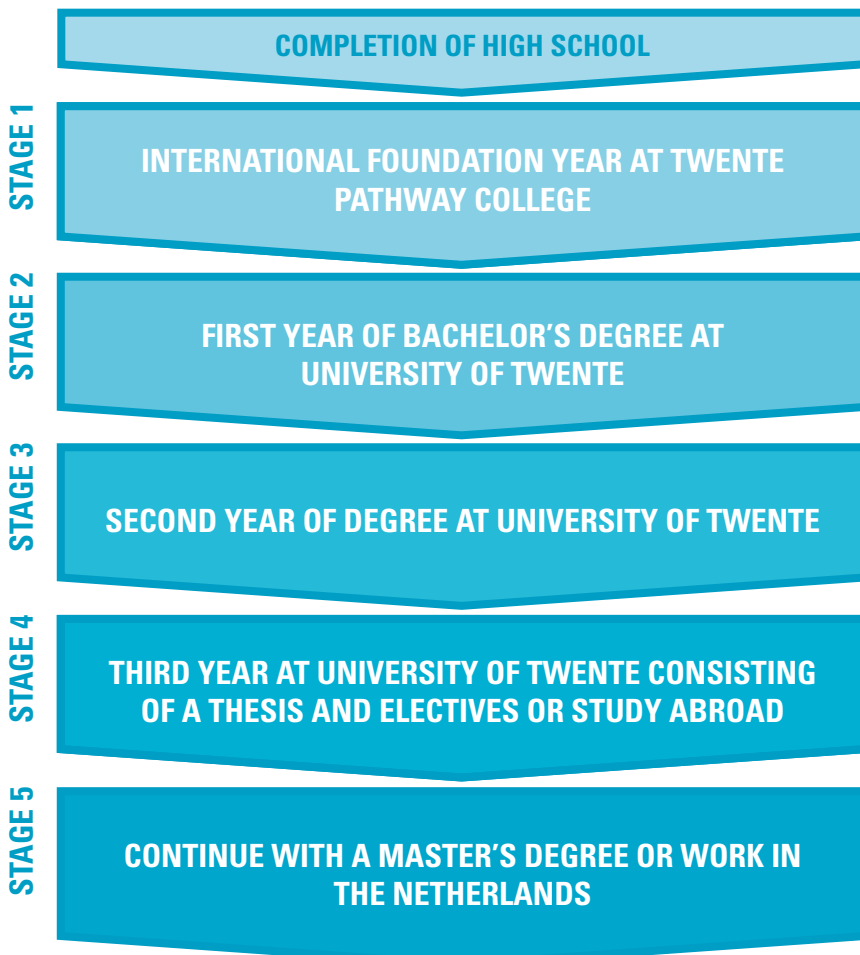 COMPLETION OF HIGH SCHOOL
STAGE 1
INTERNATIONAL FOUNDATION YEAR AT TWENTE
PATHWAY COLLEGE
STAGE 2
FIRST YEAR OF BACHELOR'S DEGREE AT
UNIVERSITY OF TWENTE
STAGE 3
SECOND YEAR OF DEGREE AT UNIVERSITY OF TWENTE
STAGE 4
THIRD YEAR AT UNIVERSITY OF TWENTE CONSISTING
OF A THESIS AND ELECTIVES OR STUDY ABROAD
STAGE 5
CONTINUE WITH A MASTER'S DEGREE OR WORK IN
THE NETHERLANDS